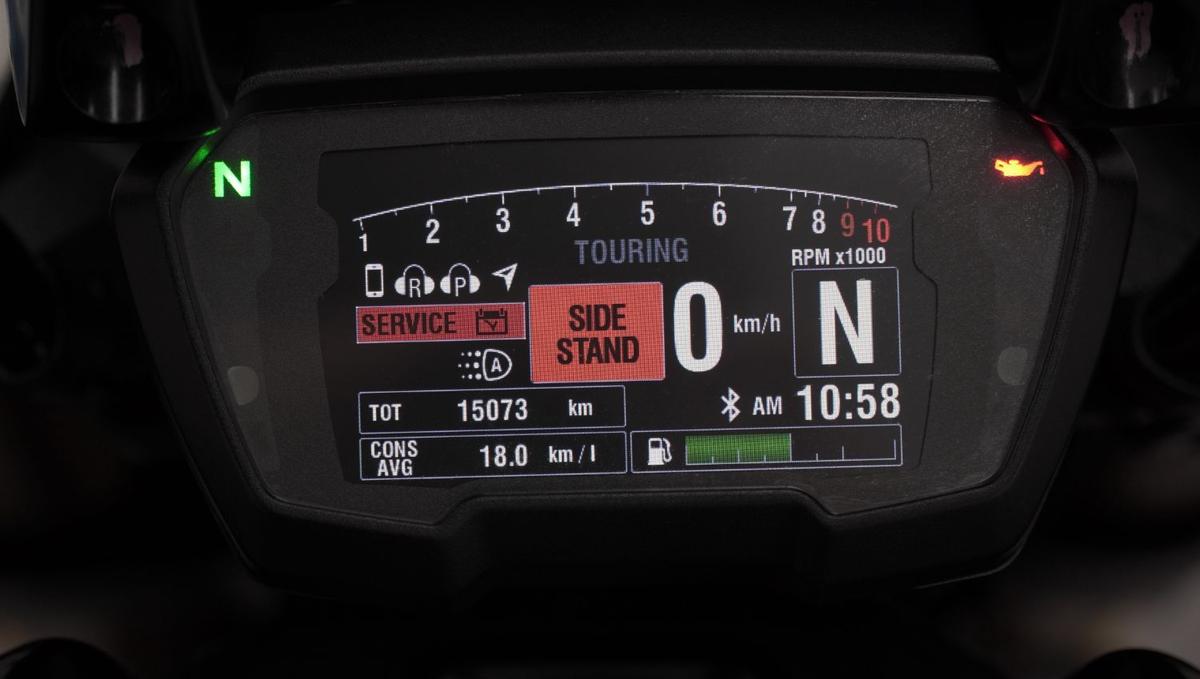 N
1 2 3 4 5 6 7 8 9 10
TOURING
RPM x1000
R P
SERVICE
SIDE
STAND
0 km/h
N
A
TOT 15073 km
AM 10:58
CONS
AVG
18.0 km / l